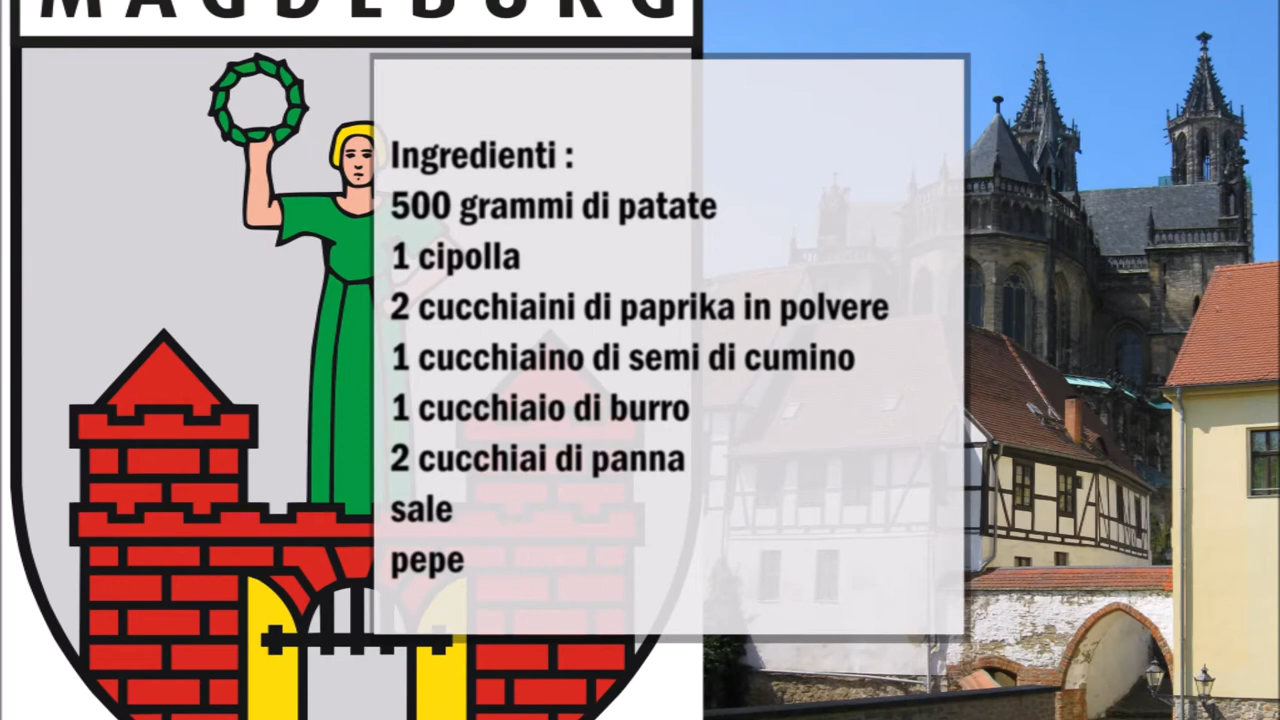 MAGDEBURG
Ingredienti :
500 grammi di patate
1 cipolla
2 cucchiaini di paprika in polvere
1 cucchiaino di semi di cumino
1 cucchiaio di burro
2 cucchiai di panna
sale
pepe